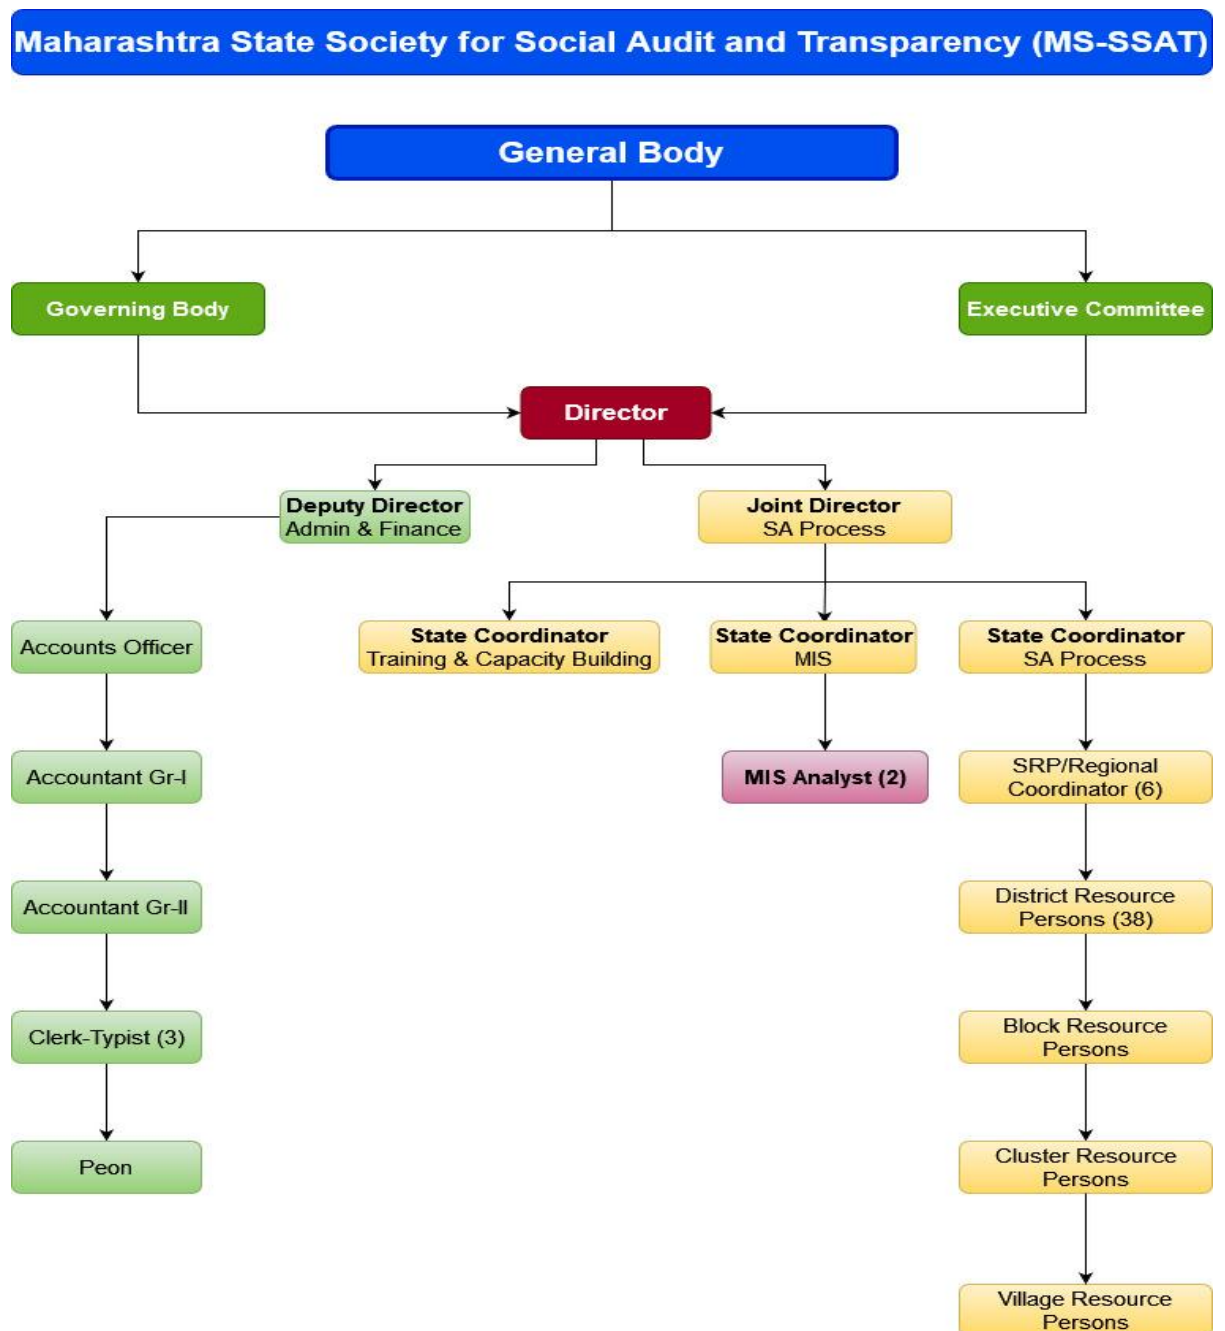 Maharashtra State Society for Social Audit and Transparency (MS-SSAT)
General Body
Governing Body
Executive Committee
Director
Deputy Director
Admin & Finance
Joint Director
SA Process
Accounts Officer
State Coordinator
Training & Capacity Building
State Coordinator
MIS
State Coordinator
SA Process
Accountant Gr-I
MIS Analyst (2)
SRP/Regional
Coordinator (6)
Accountant Gr-II
District Resource
Persons (38)
Clerk-Typist (3)
Block Resource
Persons
Peon
Cluster Resource
Persons
Village Resource
Persons